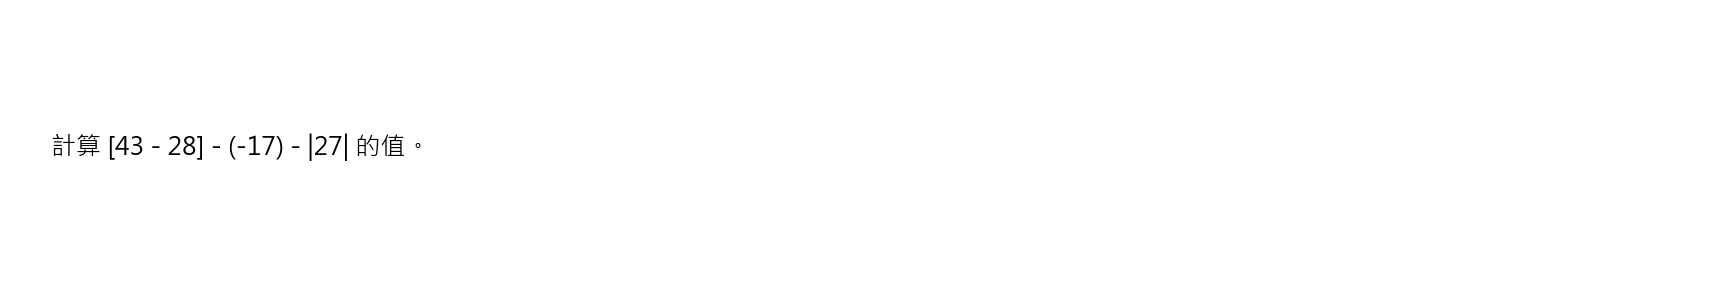 計算 [43 - 28] - (-17) - |27| 的值。